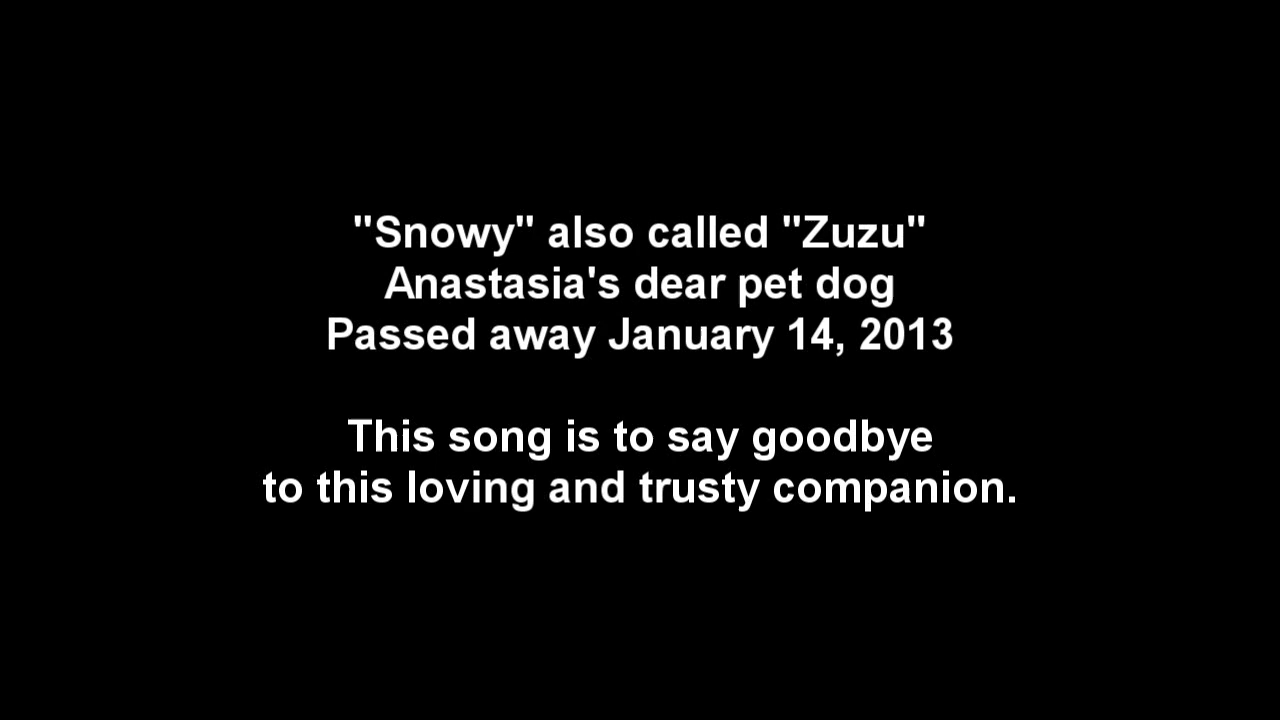 "Snowy" also called "Zuzu"
Anastasia's dear pet dog
Passed away January 14, 2013
This song is to say goodbye
to this loving and trusty companion.